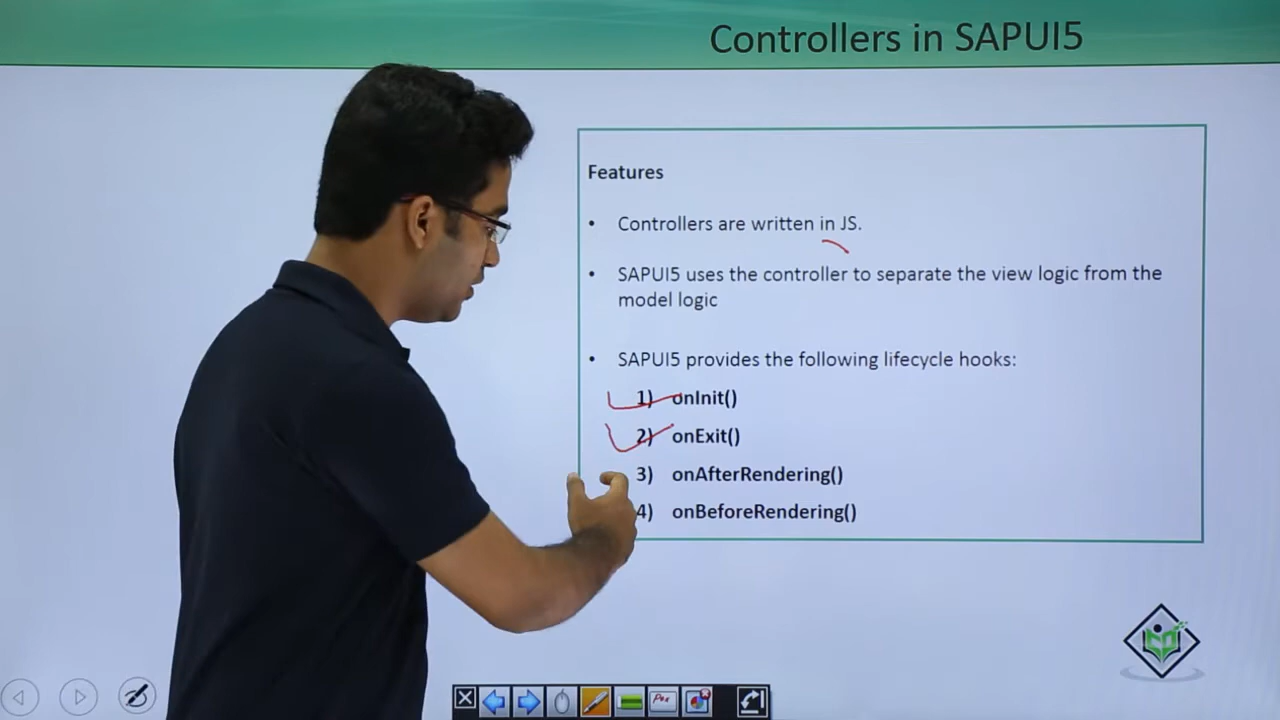 Controllers in SAPUI5
Features
• Controllers are written in JS.
• SAPUI5 uses the controller to separate the view logic from the
model logic
• SAPUI5 provides the following lifecycle hooks:
1) onInit()
2) onExit()
3) onAfterRendering()
4) onBeforeRendering()